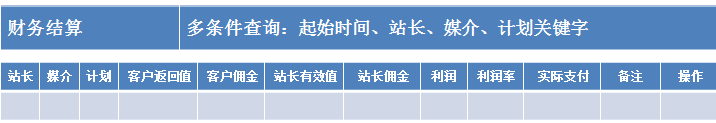 财务结算 多条件查询：起始时间、站长、媒介、计划关键字
站长 媒介 计划 客户返回值 客户佣金 站长有效值 站长佣金 利润 利润率 实际支付 备注 操作